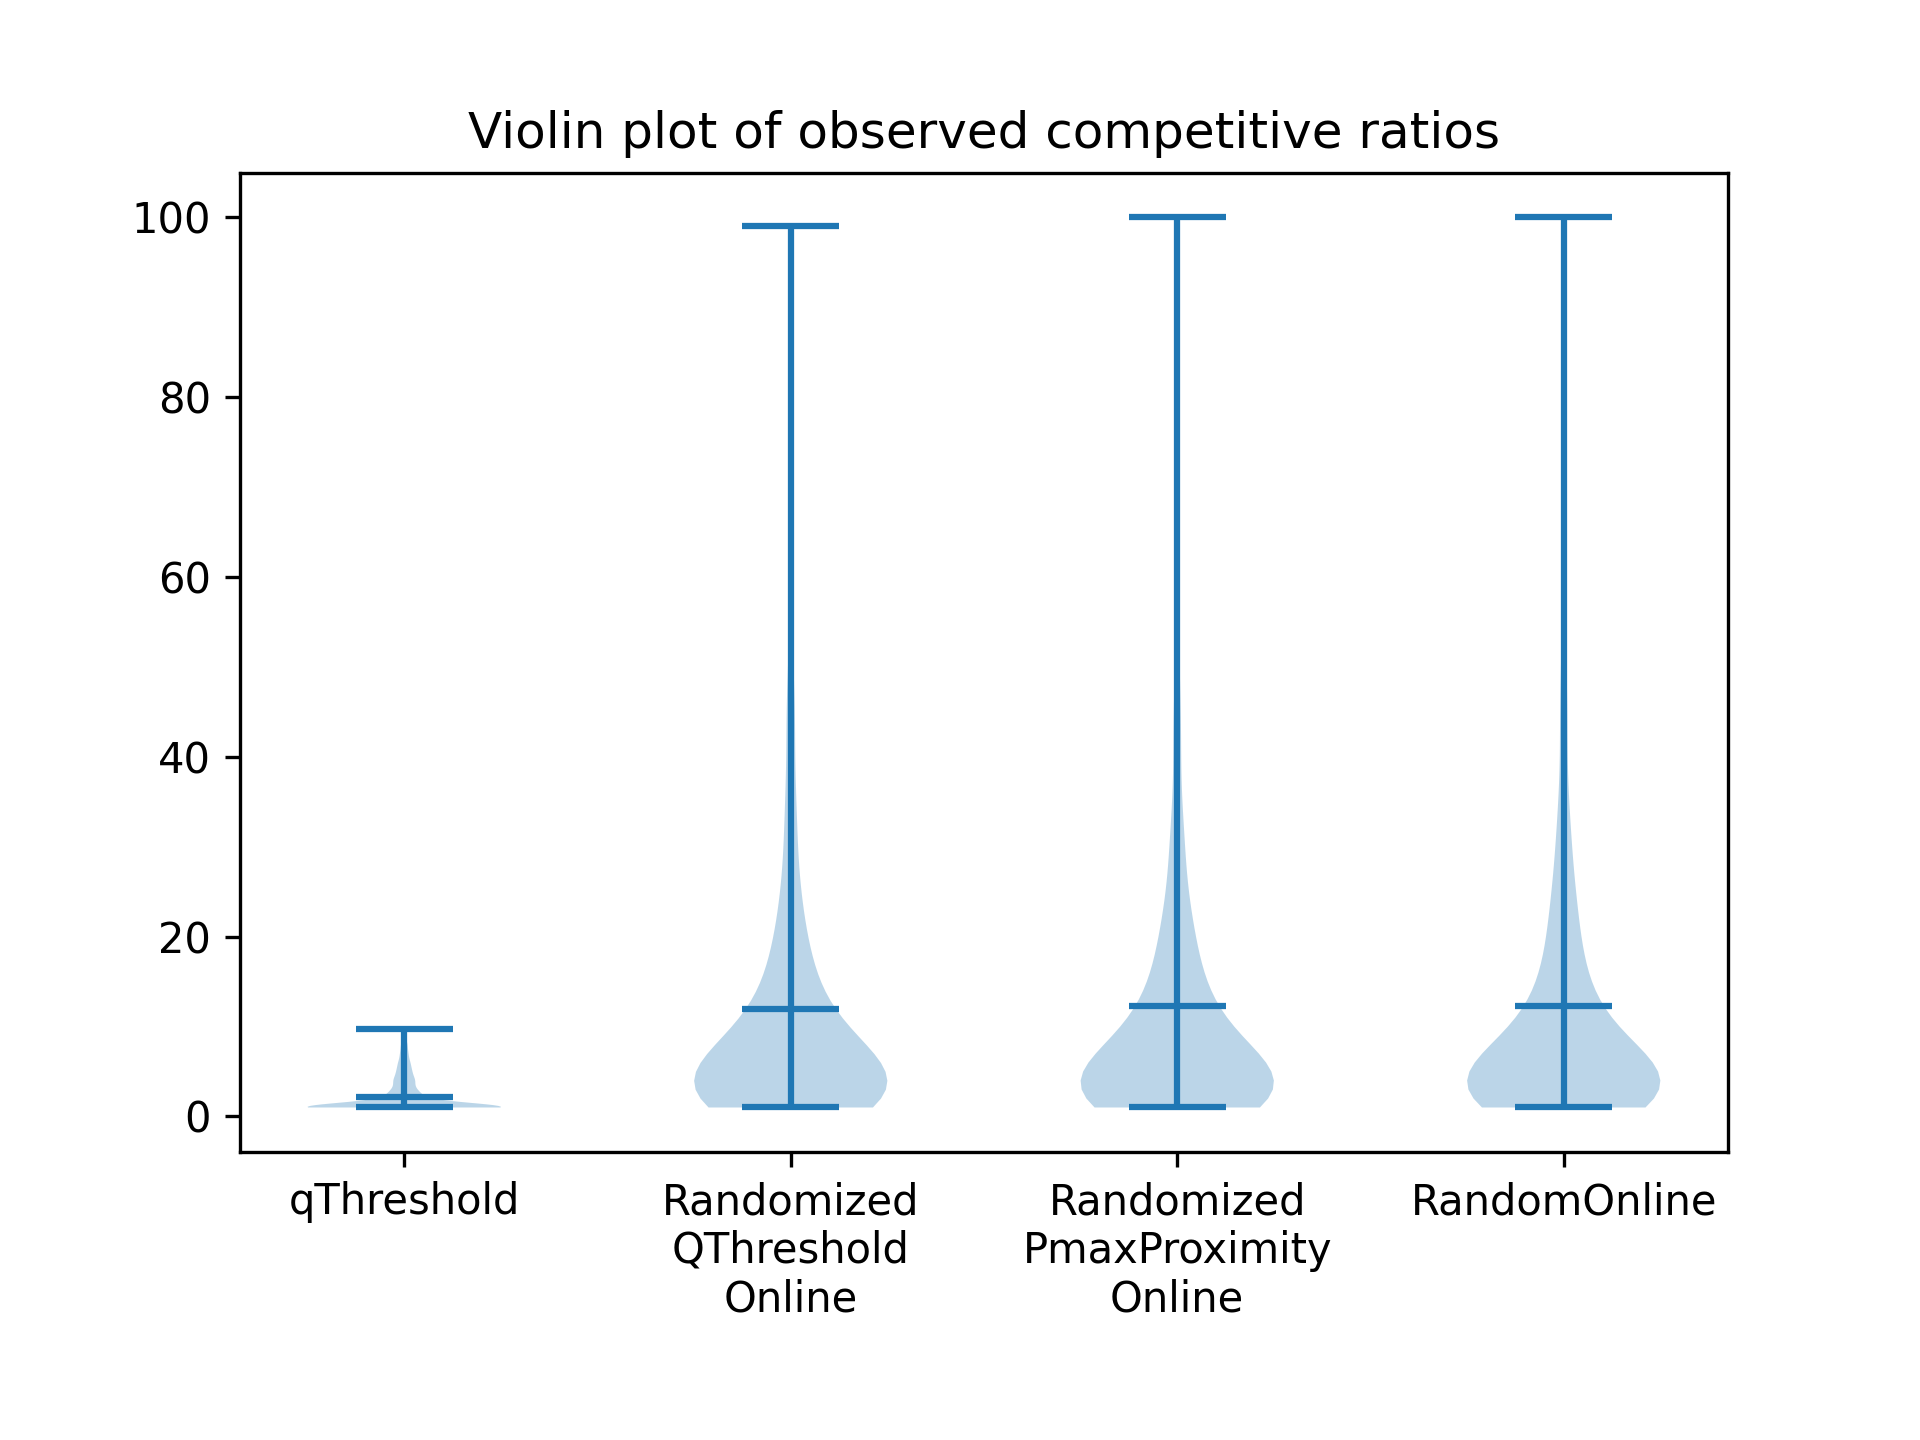 Violin plot of observed competitive ratios
100
80
60
40
20
0
qThreshold
Randomized
QThreshold
Online
Randomized
PmaxProximity
Online
RandomOnline